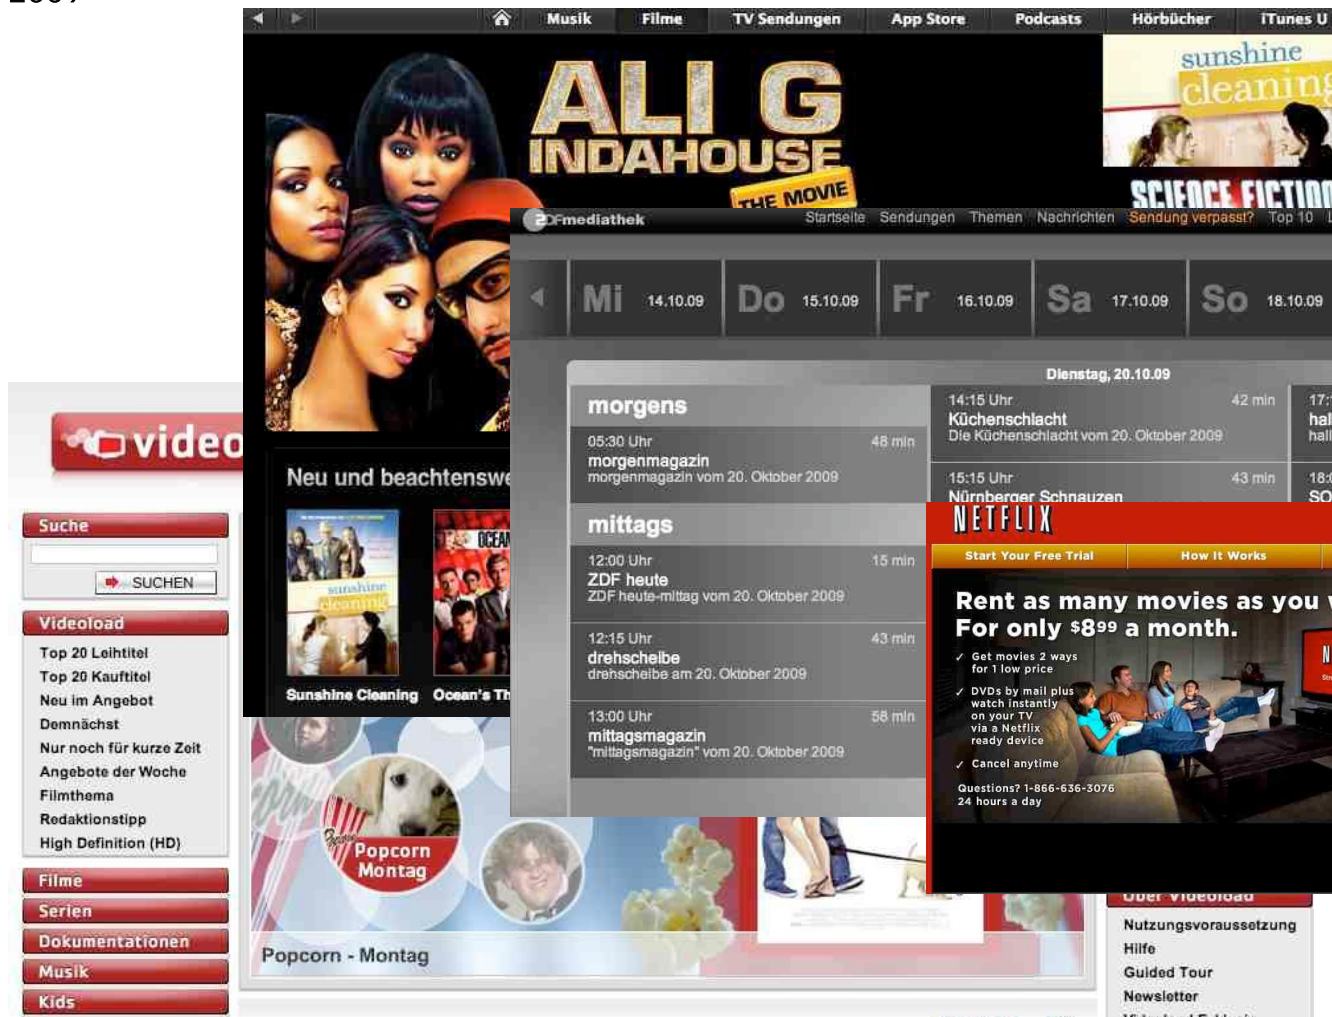 Musik Filme TV Sendungen App Store Podcasts Hörbücher iTunes U
ALI G
INDAHOUSE
THE MOVIE
sunshine
cleaning
SCIENCE FICTION
ZDFmediathek Startseite Sendungen Themen Nachrichten Sendung verpasst? Top 10
Mi 14.10.09 Do 15.10.09 Fr 16.10.09 Sa 17.10.09 So 18.10.09
Dienstag, 20.10.09
morgens
05:30 Uhr 48 min
morgenmagazin
morgenmagazin vom 20. Oktober 2009
mittags
12:00 Uhr 15 min
ZDF heute
ZDF heute-mittag vom 20. Oktober 2009
12:15 Uhr 43 min
drehscheibe
drehscheibe am 20. Oktober 2009
13:00 Uhr 58 min
mittagsmagazin
"mittagsmagazin" vom 20. Oktober 2009
14:15 Uhr 42 min
Küchenschlacht
Die Küchenschlacht vom 20. Oktober 2009
15:15 Uhr 43 min
Nürnberger Schnauzen
NETFLIX
Start Your Free Trial How It Works
Rent as many movies as you
For only $899 a month.
✓ Get movies 2 ways
for 1 low price
✓ DVDs by mail plus
watch instantly
on your TV
via a Netflix
ready device
✓ Cancel anytime
Questions? 1-866-636-3076
24 hours a day
Neu und beachtenswe
sunshine
cleaning
OCEAN
Sunshine Cleaning Ocean's Th
video
Suche
SUCHEN
Videoload
Top 20 Leihtitel
Top 20 Kauftitel
Neu im Angebot
Demnächst
Nur noch für kurze Zeit
Angebote der Woche
Filmthema
Redaktionstipp
High Definition (HD)
Filme
Serien
Dokumentationen
Musik
Kids
Popcorn
Montag
Popcorn - Montag
Über Videoload
Nutzungsvoraussetzung
Hilfe
Guided Tour
Newsletter